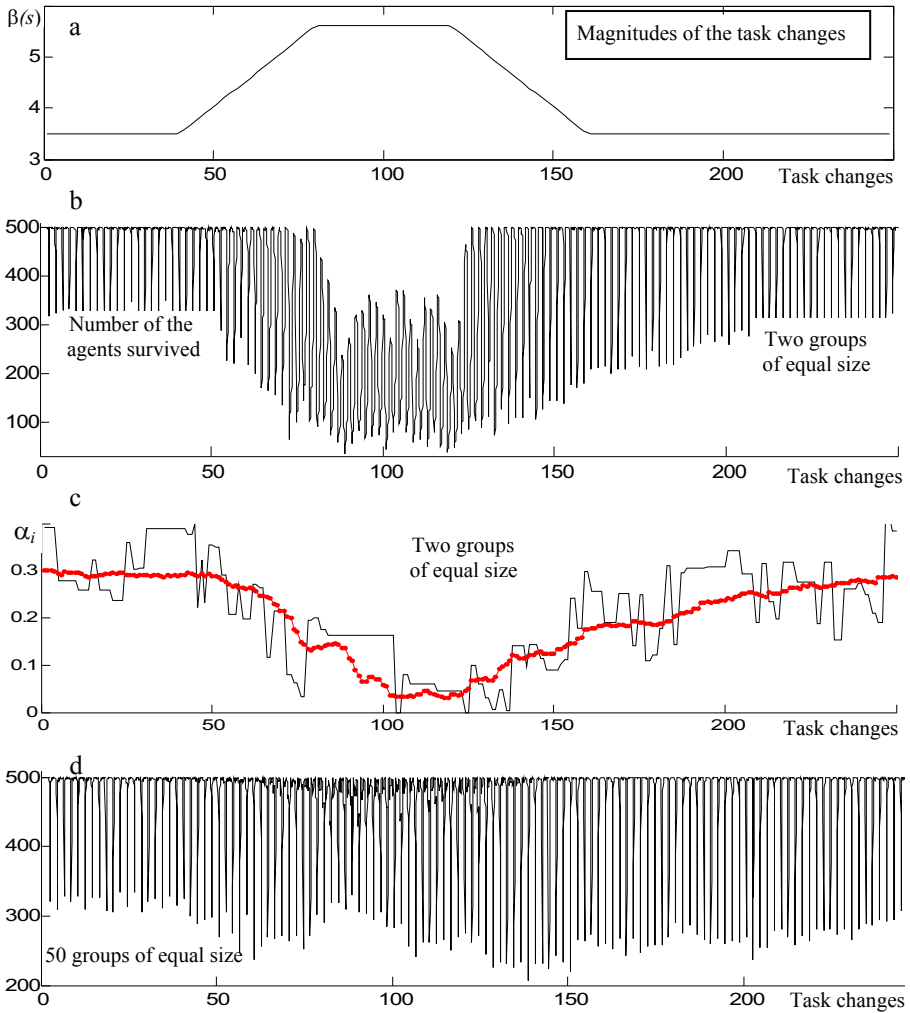 β(s)
a
Magnitudes of the task changes
5
4
3
0 50 100 150 200 Task changes
b
500
400
300
200
100
Number of the
agents survived
Two groups
of equal size
0 50 100 150 200
Task changes
c
αi
Two groups
of equal size
0.3
0.2
0.1
0
0 50 100 150 200
Task changes
d
500
400
300
200
50 groups of equal size
0 50 100 150 200 Task changes